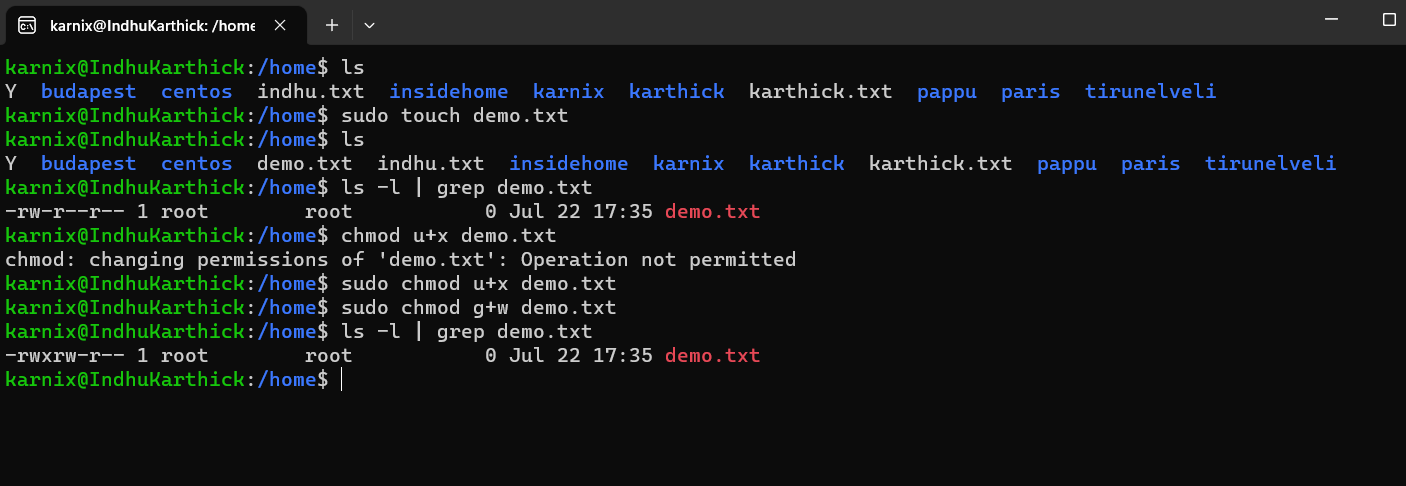 karnix@IndhuKarthick: /home
karnix@IndhuKarthick:/home$ ls
Y  budapest  centos  indhu.txt  insidehome  karnix  karthick  karthick.txt  pappu  paris  tirunelveli
karnix@IndhuKarthick:/home$ sudo touch demo.txt
karnix@IndhuKarthick:/home$ ls
Y  budapest  centos  demo.txt  indhu.txt  insidehome  karnix  karthick  karthick.txt  pappu  paris  tirunelveli
karnix@IndhuKarthick:/home$ ls -l | grep demo.txt
-rw-r--r-- 1 root        root           0 Jul 22 17:35 demo.txt
karnix@IndhuKarthick:/home$ chmod u+x demo.txt
chmod: changing permissions of 'demo.txt': Operation not permitted
karnix@IndhuKarthick:/home$ sudo chmod u+x demo.txt
karnix@IndhuKarthick:/home$ sudo chmod g+w demo.txt
karnix@IndhuKarthick:/home$ ls -l | grep demo.txt
-rwxrw-r-- 1 root        root           0 Jul 22 17:35 demo.txt
karnix@IndhuKarthick:/home$